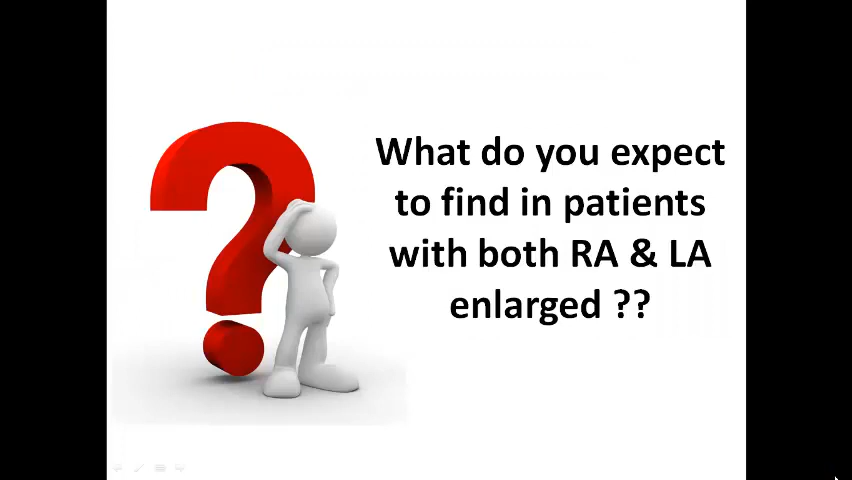 What do you expect
to find in patients
with both RA & LA
enlarged ??